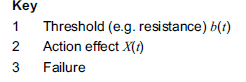 Key
1 Threshold (e.g. resistance) b(t)
2 Action effect X(t)
3 Failure